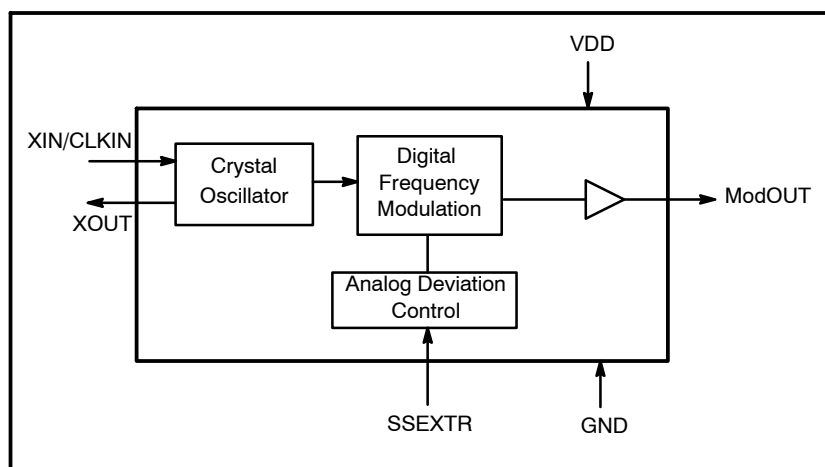 VDD
XIN/CLKIN
XOUT
Crystal
Oscillator
Digital
Frequency
Modulation
ModOUT
Analog Deviation
Control
SSEXTR
GND